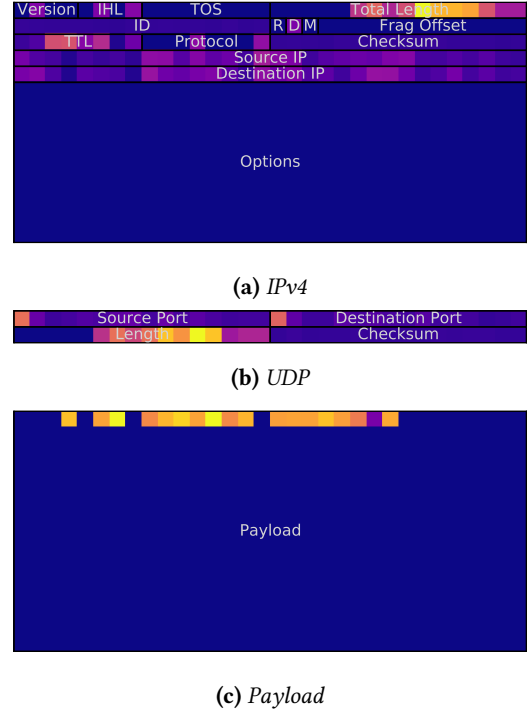 Version IHL TOS Total Length
ID R D M Frag Offset
TTL Protocol Checksum
Source IP
Destination IP
Options
(a) IPv4
Source Port Destination Port
Length Checksum
(b) UDP
Payload
(c) Payload